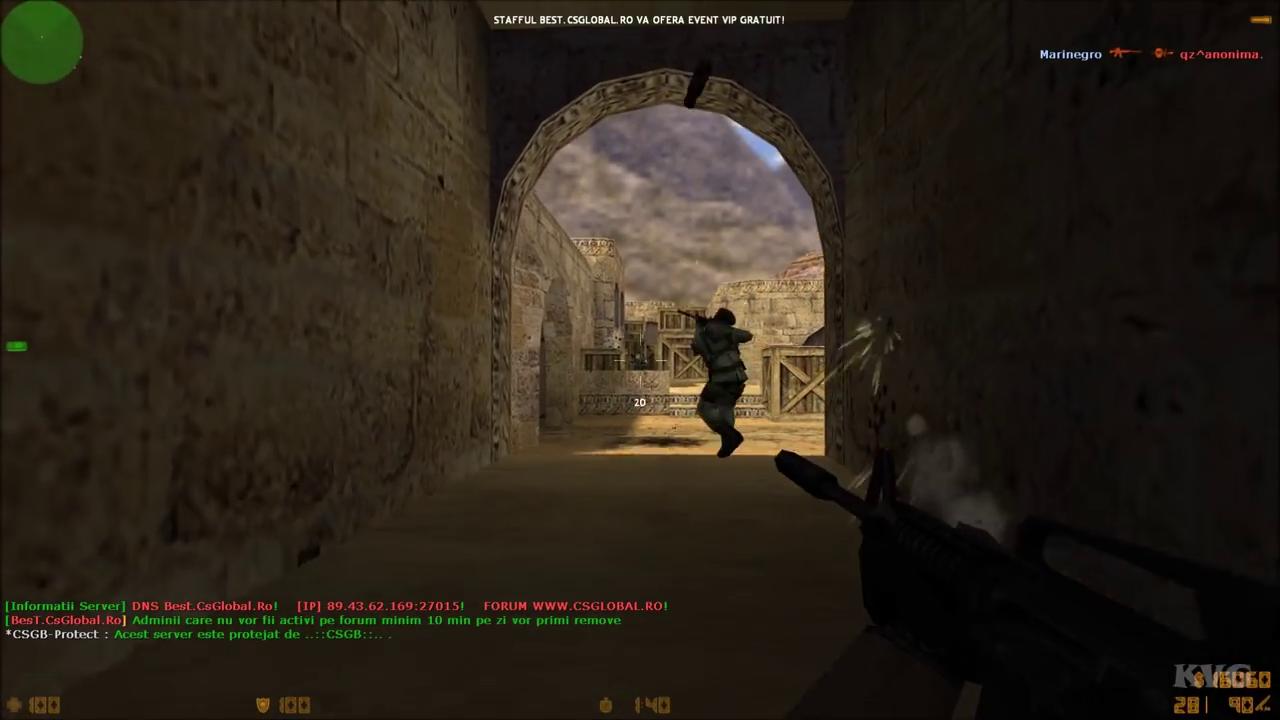 STAFFUL BEST.CSGLOBAL.RO VA OFERA EVENT VIP GRATUIT!
Marinegro qz^anonima.
20
[Informatii Server] DNS Best.CsGlobal.Ro! [IP] 89.43.62.169:27015! FORUM WWW.CSGLOBAL.RO!
[BesT.CsGlobal.Ro] Adminii care nu vor fii activi pe forum minim 10 min pe zi vor primi remove
*CSGB-Protect : Acest server este protejat de ..::CSGB::.. .
KVG
100 100 1:40
28| 90